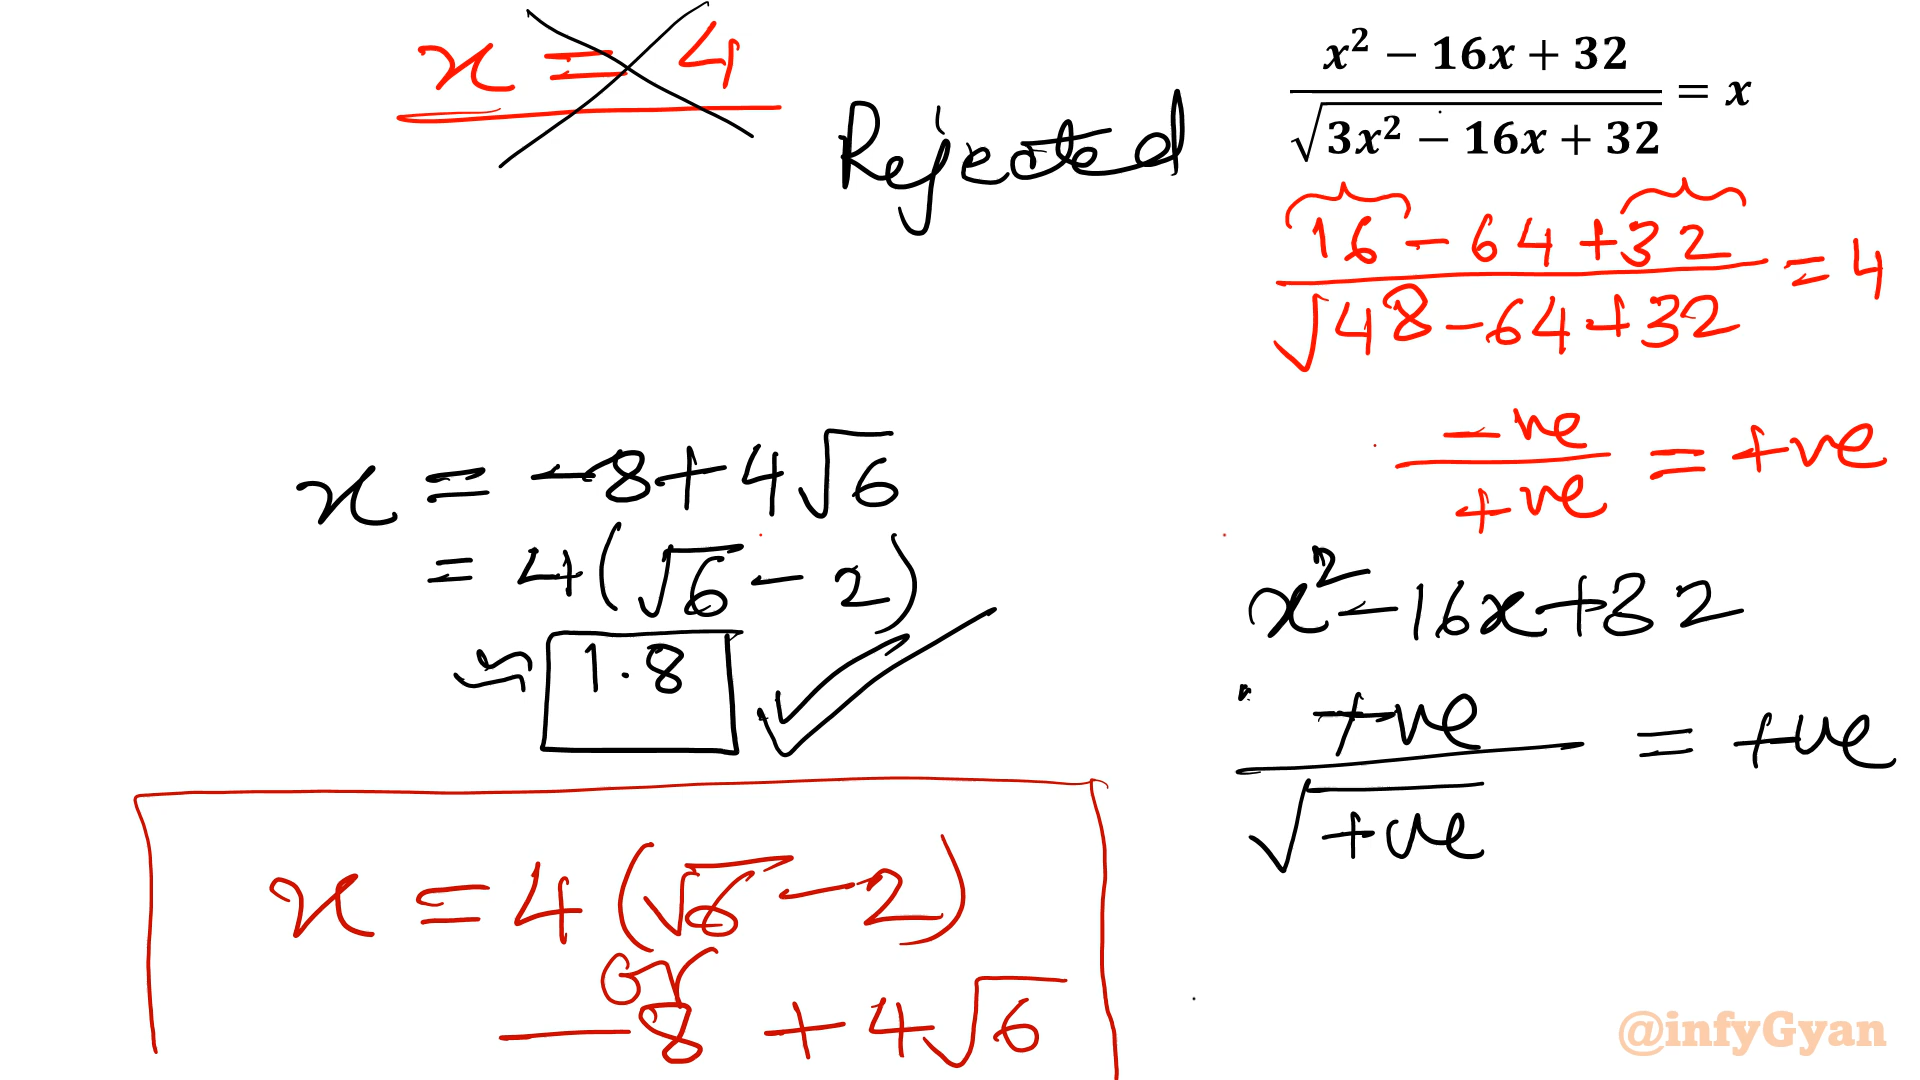 x = 4
Rejected
x = -8 + 4√6
= 4(√6 - 2)
≈ 1.8
x = 4(√6 - 2)
or
-8 + 4√6
x² − 16x + 32
√3x² − 16x + 32
= x
16 - 64 + 32
√48 - 64 + 32
= 4
-ve
+ve
= +ve
x² - 16x + 32
+ve
√+ve
= +ve
@infyGyan